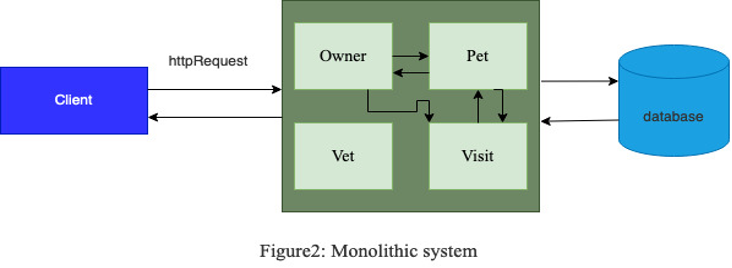 Owner
Pet
httpRequest
Client
database
Vet
Visit
Figure2: Monolithic system